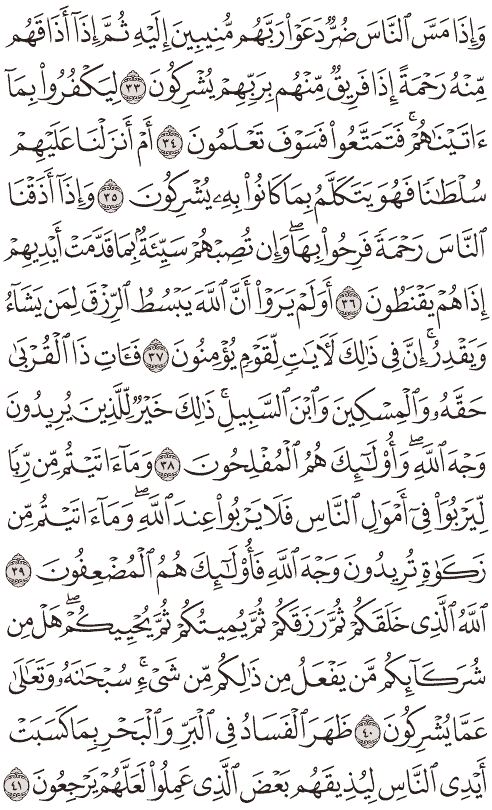 وَإِذَا مَسَّ ٱلنَّاسَ ضُرٌّ دَعَوْا۟ رَبَّهُم مُّنِيبِينَ إِلَيْهِ ثُمَّ إِذَآ أَذَاقَهُم
مِّنْهُ رَحْمَةً إِذَا فَرِيقٌ مِّنْهُم بِرَبِّهِمْ يُشْرِكُونَ ٣٣ لِيَكْفُرُوا۟ بِمَآ
ءَاتَيْنَـٰهُمْ ۚ فَتَمَتَّعُوا۟ فَسَوْفَ تَعْلَمُونَ ٣٤ أَمْ أَنزَلْنَا عَلَيْهِمْ
سُلْطَـٰنًا فَهُوَ يَتَكَلَّمُ بِمَا كَانُوا۟ بِهِۦ يُشْرِكُونَ ٣٥ وَإِذَآ أَذَقْنَا
ٱلنَّاسَ رَحْمَةً فَرِحُوا۟ بِهَا ۖ وَإِن تُصِبْهُمْ سَيِّئَةٌۢ بِمَا قَدَّمَتْ أَيْدِيهِمْ
إِذَا هُمْ يَقْنَطُونَ ٣٦ أَوَلَمْ يَرَوْا۟ أَنَّ ٱللَّهَ يَبْسُطُ ٱلرِّزْقَ لِمَن يَشَآءُ
وَيَقْدِرُ ۚ إِنَّ فِى ذَٰلِكَ لَـَٔايَـٰتٍ لِّقَوْمٍ يُؤْمِنُونَ ٣٧ فَـَٔاتِ ذَا ٱلْقُرْبَىٰ
حَقَّهُۥ وَٱلْمِسْكِينَ وَٱبْنَ ٱلسَّبِيلِ ۚ ذَٰلِكَ خَيْرٌ لِّلَّذِينَ يُرِيدُونَ
وَجْهَ ٱللَّهِ ۖ وَأُو۟لَـٰٓئِكَ هُمُ ٱلْمُفْلِحُونَ ٣٨ وَمَآ ءَاتَيْتُم مِّن رِّبًا
لِّيَرْبُوَا۟ فِىٓ أَمْوَٰلِ ٱلنَّاسِ فَلَا يَرْبُوا۟ عِندَ ٱللَّهِ ۖ وَمَآ ءَاتَيْتُم مِّن
زَكَوٰةٍ تُرِيدُونَ وَجْهَ ٱللَّهِ فَأُو۟لَـٰٓئِكَ هُمُ ٱلْمُضْعِفُونَ ٣٩
ٱللَّهُ ٱلَّذِى خَلَقَكُمْ ثُمَّ رَزَقَكُمْ ثُمَّ يُمِيتُكُمْ ثُمَّ يُحْيِيكُمْ ۖ هَلْ مِن
شُرَكَآئِكُم مَّن يَفْعَلُ مِن ذَٰلِكُم مِّن شَىْءٍ ۚ سُبْحَـٰنَهُۥ وَتَعَـٰلَىٰ
عَمَّا يُشْرِكُونَ ٤٠ ظَهَرَ ٱلْفَسَادُ فِى ٱلْبَرِّ وَٱلْبَحْرِ بِمَا كَسَبَتْ
أَيْدِى ٱلنَّاسِ لِيُذِيقَهُم بَعْضَ ٱلَّذِى عَمِلُوا۟ لَعَلَّهُمْ يَرْجِعُونَ ٤١